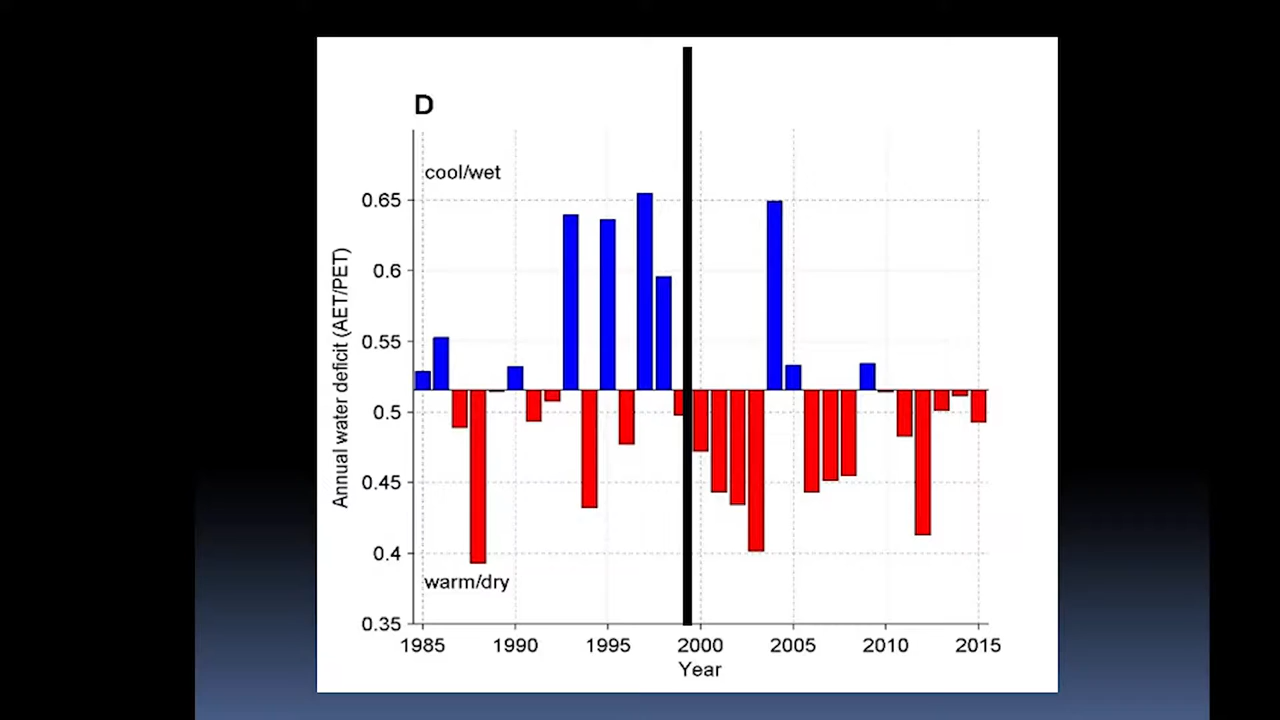 D
cool/wet
0.65
0.6
0.55
0.5
0.45
0.4
0.35
Annual water deficit (AET/PET)
warm/dry
1985 1990 1995 2000 2005 2010 2015
Year